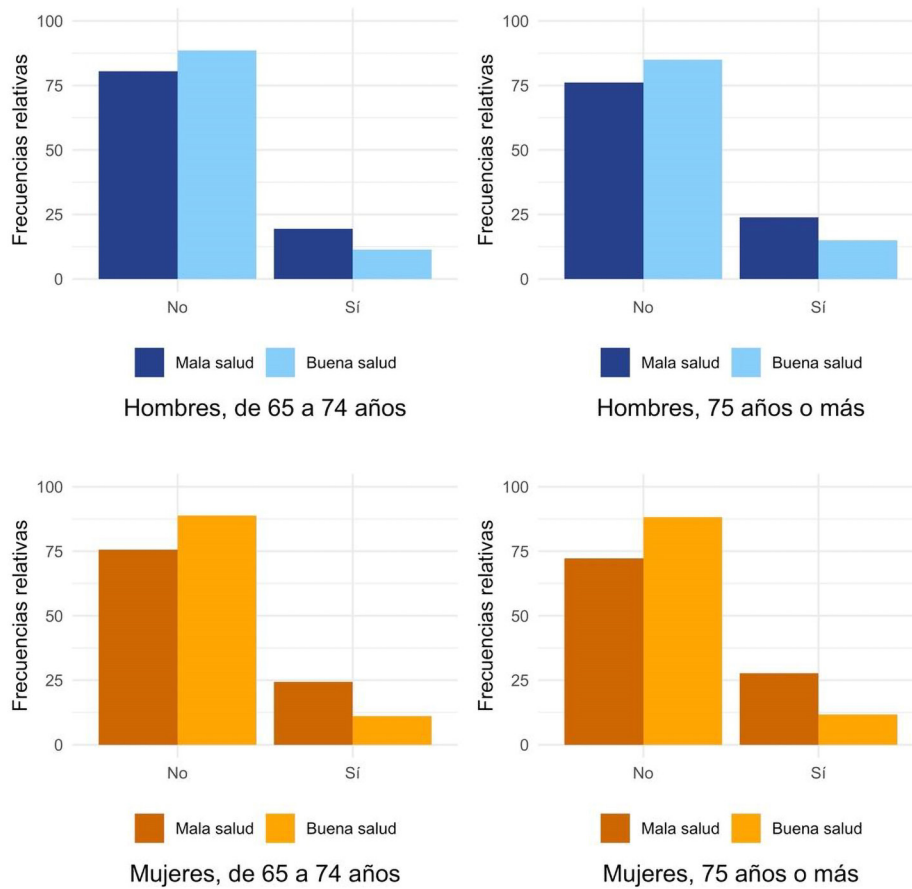 100
75
50
25
0
Frecuencias relativas
No
Sí
Mala salud
Buena salud
Hombres, de 65 a 74 años
100
75
50
25
0
Frecuencias relativas
No
Sí
Mala salud
Buena salud
Hombres, 75 años o más
100
75
50
25
0
Frecuencias relativas
No
Sí
Mala salud
Buena salud
Mujeres, de 65 a 74 años
100
75
50
25
0
Frecuencias relativas
No
Sí
Mala salud
Buena salud
Mujeres, 75 años o más